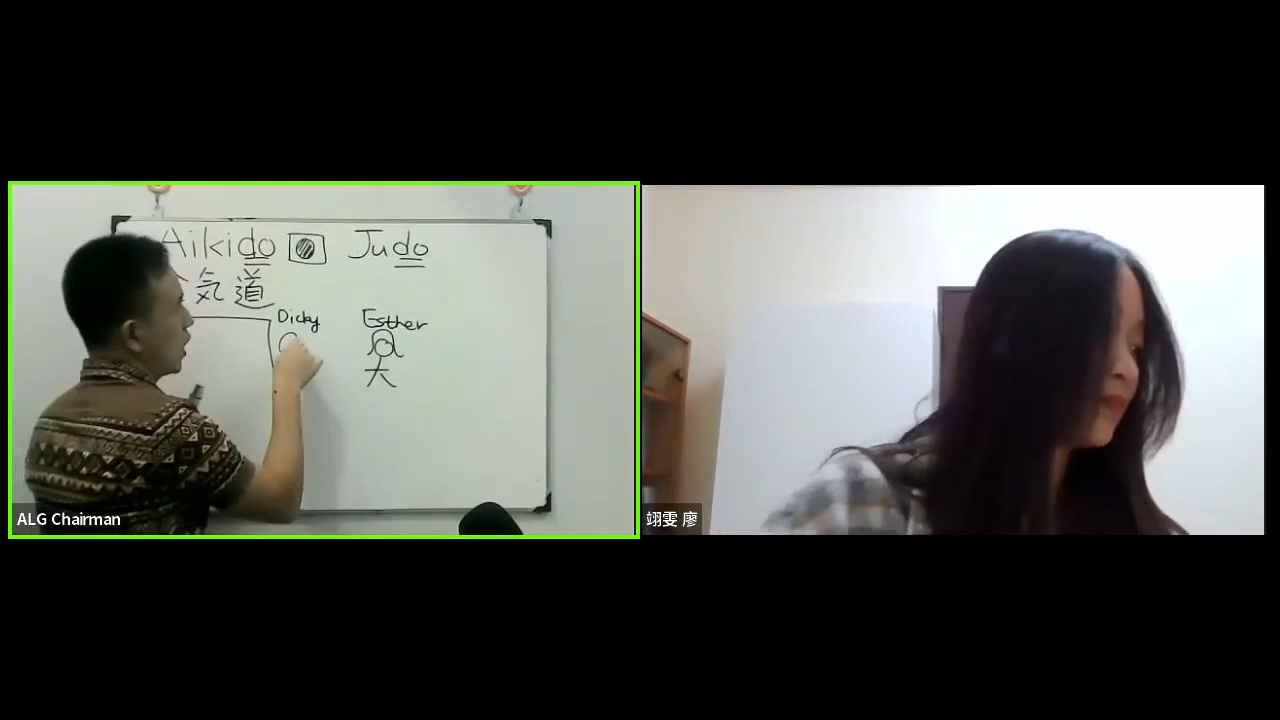 Aikido Judo
気道
Dicky Esther
大
ALG Chairman
翊雯 廖